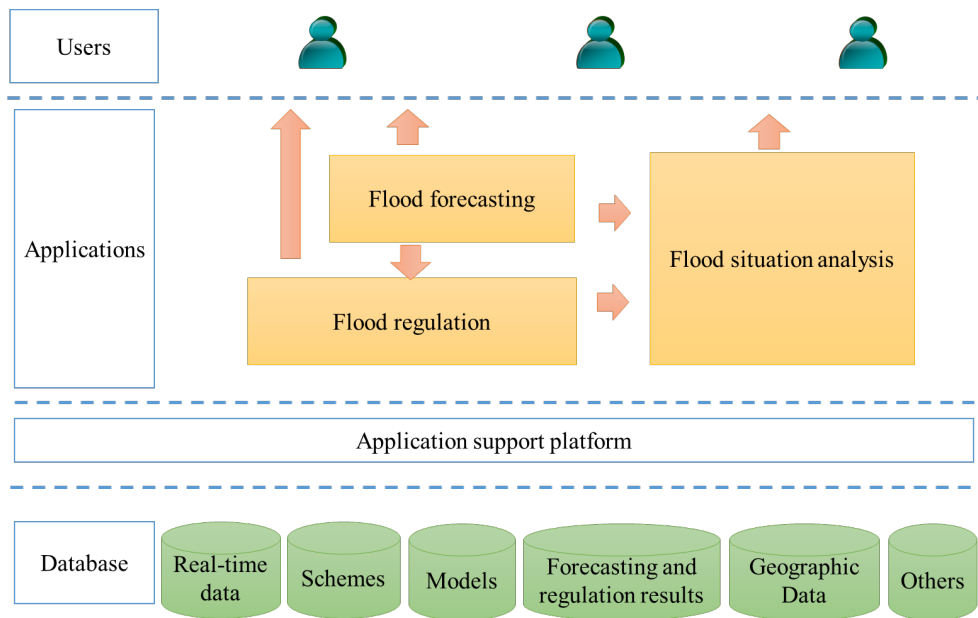 Users
Applications
Flood forecasting
Flood situation analysis
Flood regulation
Application support platform
Database
Real-time
data
Schemes
Models
Forecasting and
regulation results
Geographic
Data
Others